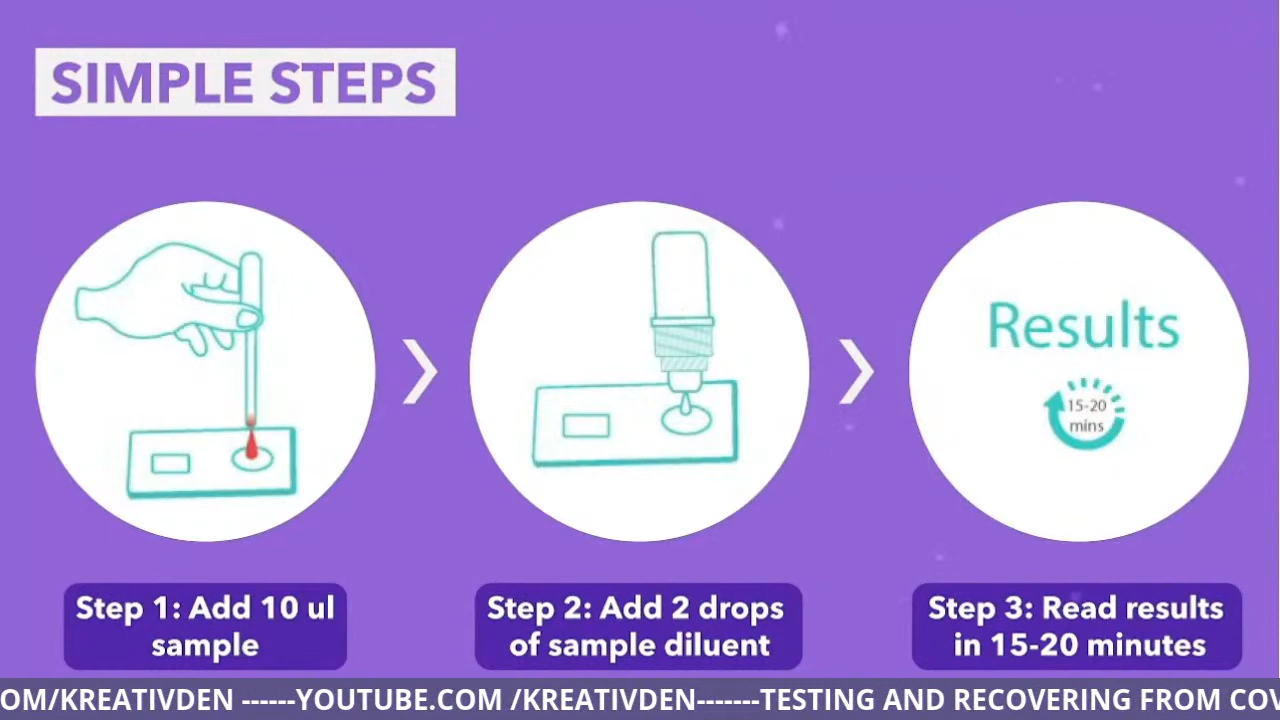 SIMPLE STEPS
Results
15-20
mins
Step 1: Add 10 ul
sample
Step 2: Add 2 drops
of sample diluent
Step 3: Read results
in 15-20 minutes
OM/KREATIVDEN ------YOUTUBE.COM /KREATIVDEN-------TESTING AND RECOVERING FROM COV